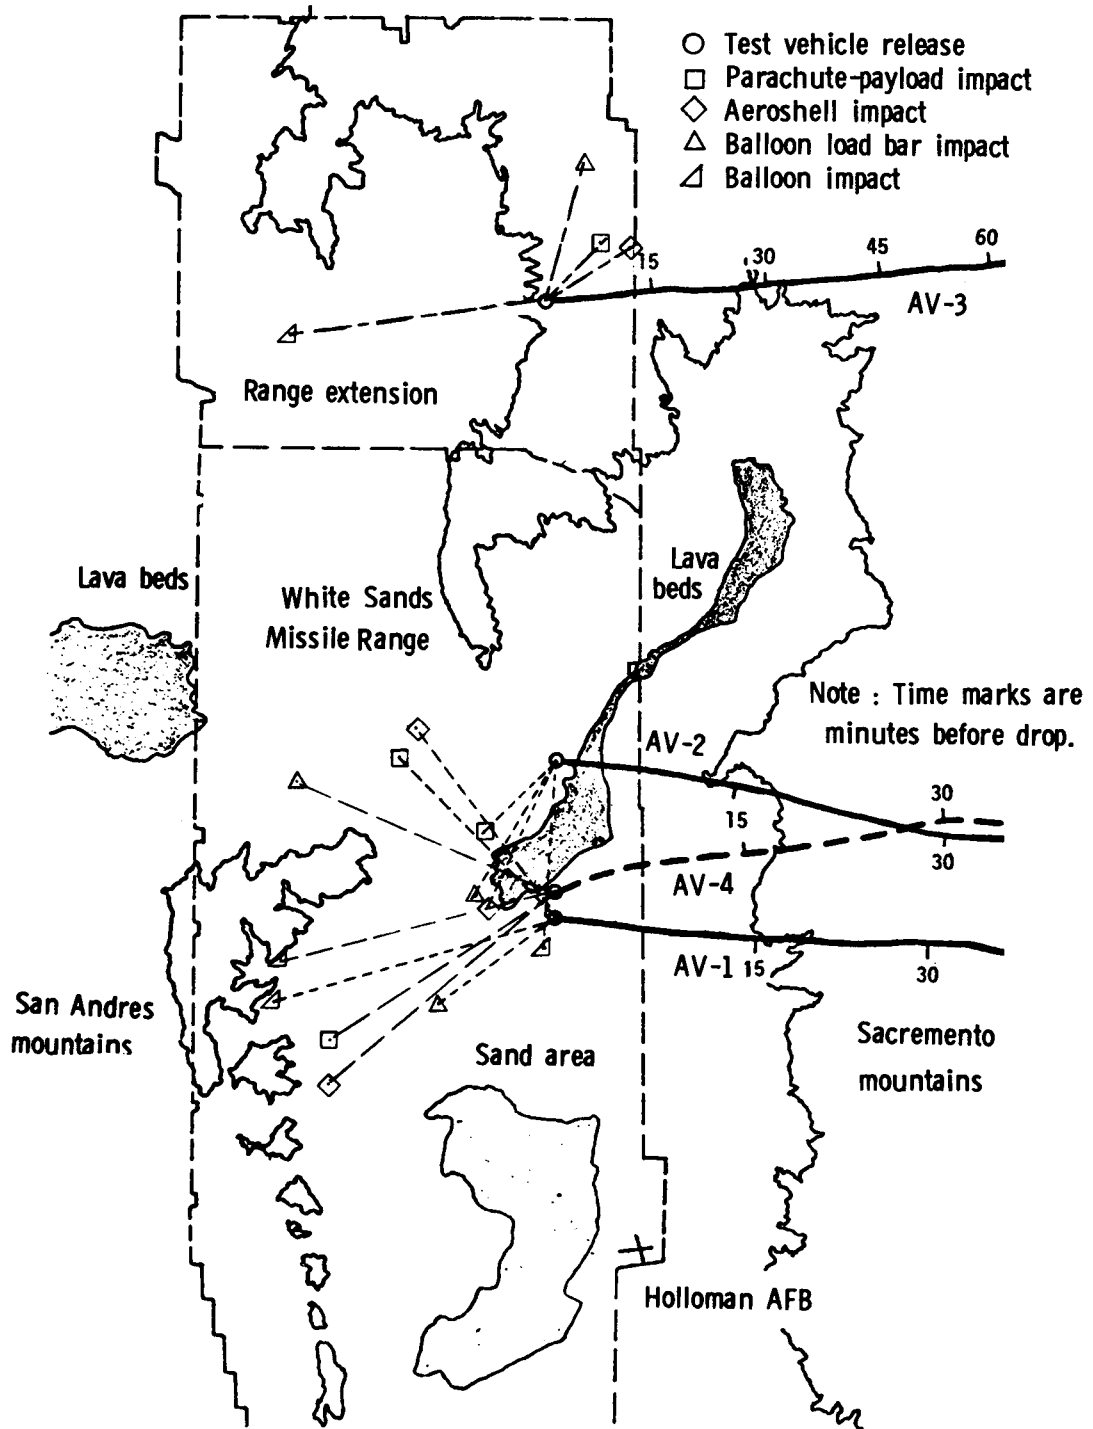 Test vehicle release
Parachute-payload impact
Aeroshell impact
Balloon load bar impact
Balloon impact
15
30
45
60
AV-3
Range extension
Lava beds
White Sands
Missile Range
Lava
beds
Note : Time marks are
minutes before drop.
AV-2
15
30
30
AV-4
AV-1
15
30
San Andres
mountains
Sand area
Sacremento
mountains
Holloman AFB